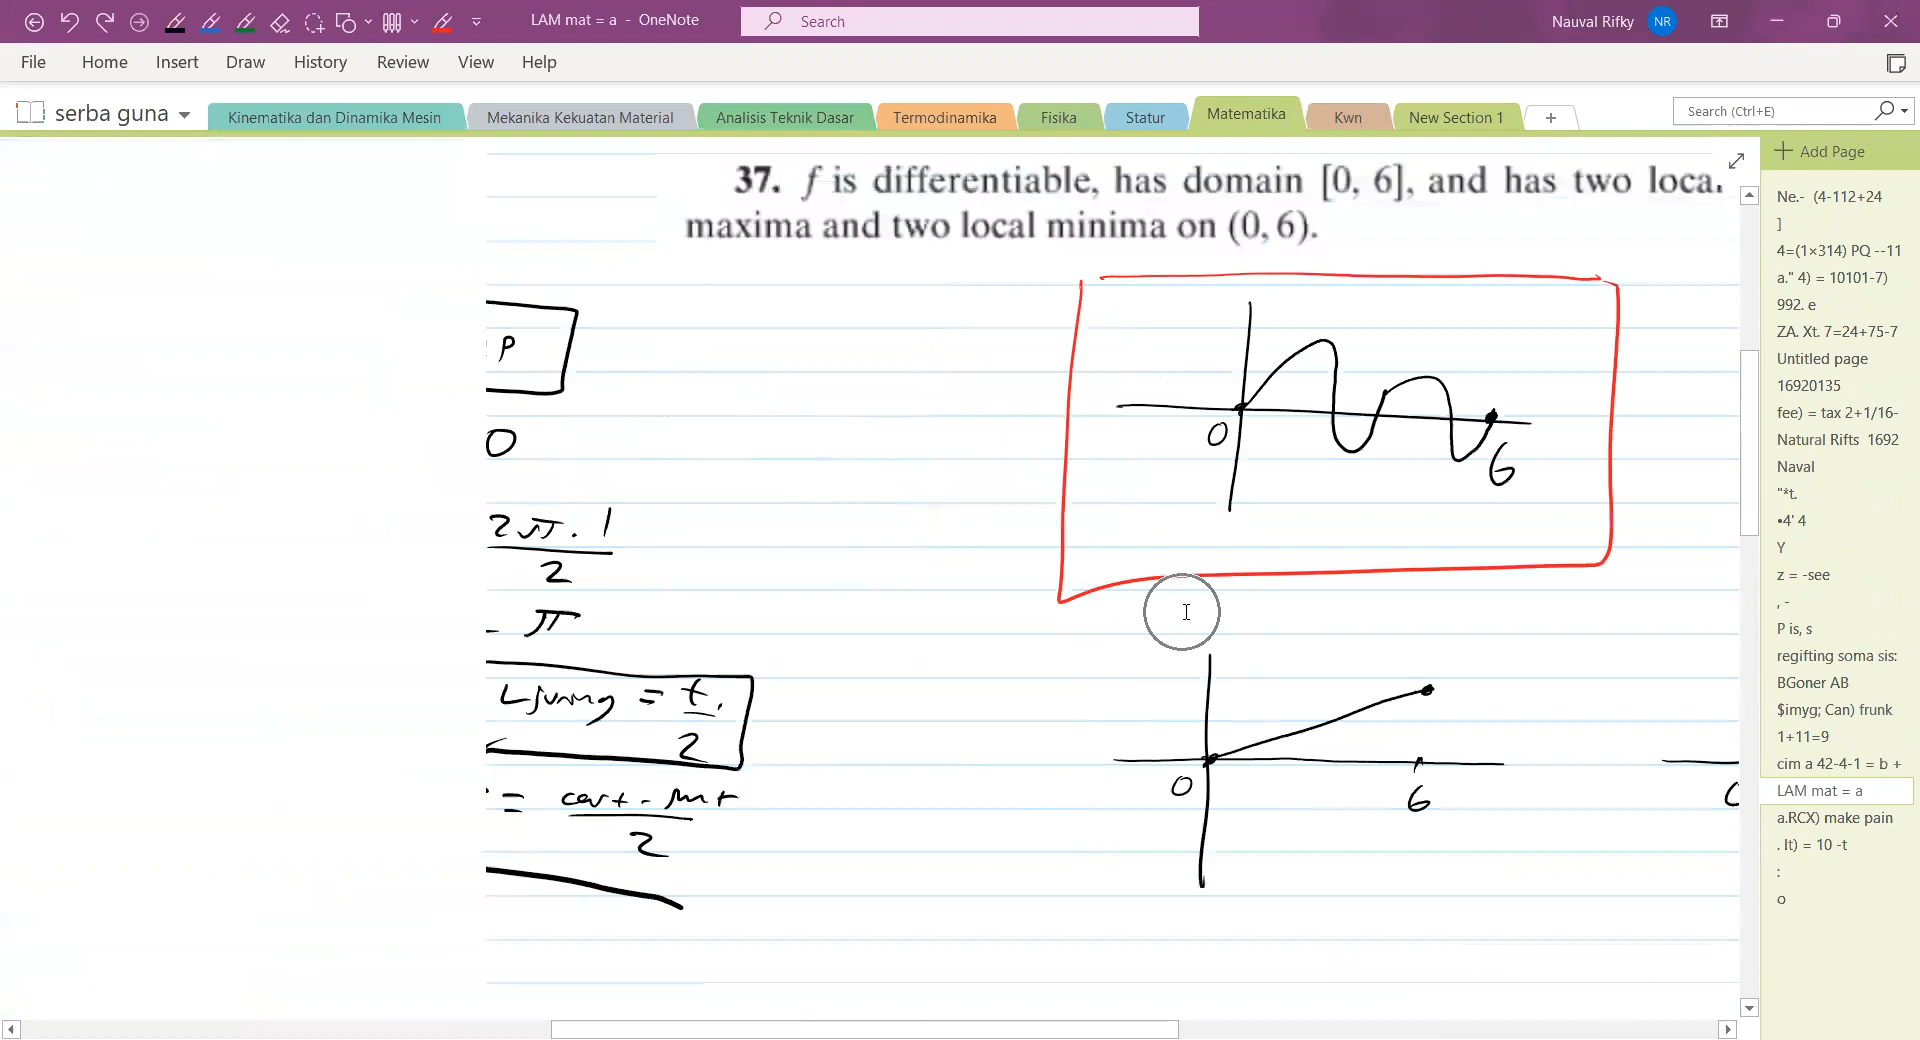 LAM mat = a - OneNote
Search
Nauval Rifky
NR
File Home Insert Draw History Review View Help
serba guna
Kinematika dan Dinamika Mesin
Mekanika Kekuatan Material
Analisis Teknik Dasar
Termodinamika
Fisika
Statur
Matematika
Kwn
New Section 1
+
Search (Ctrl+E)
37. f is differentiable, has domain [0, 6], and has two loca
maxima and two local minima on (0, 6).
P
0
0
6
2π. 1
2
- π
= t.
2
=
2
0
6
Add Page
Ne.- (4-112+24
]
4=(1×314) PQ --11
a." 4) = 10101-7)
992. e
ZA. Xt. 7=24+75-7
Untitled page
16920135
fee) = tax 2+1/16-
Natural Rifts 1692
Naval
"*t.
•4' 4
Y
z = -see
, -
P is, s
regifting soma sis:
BGoner AB
$imyg; Can) frunk
1+11=9
cim a 42-4-1 = b +
LAM mat = a
a.RCX) make pain
. It) = 10 -t
:
o